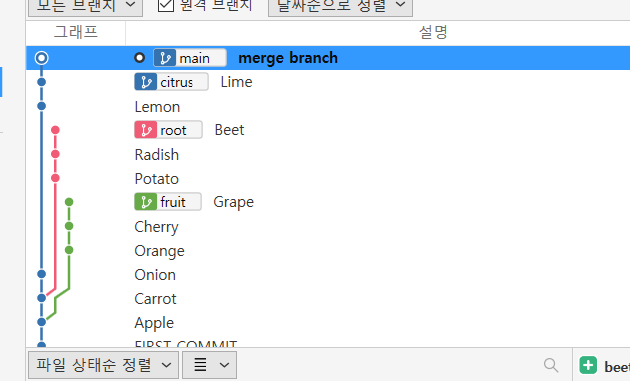 모든 브랜치 원격 브랜치 날짜순으로 정렬
그래프 설명
main merge branch
citrus Lime
Lemon
root Beet
Radish
Potato
fruit Grape
Cherry
Orange
Onion
Carrot
Apple
FIRST COMMIT
파일 상태순 정렬 beet